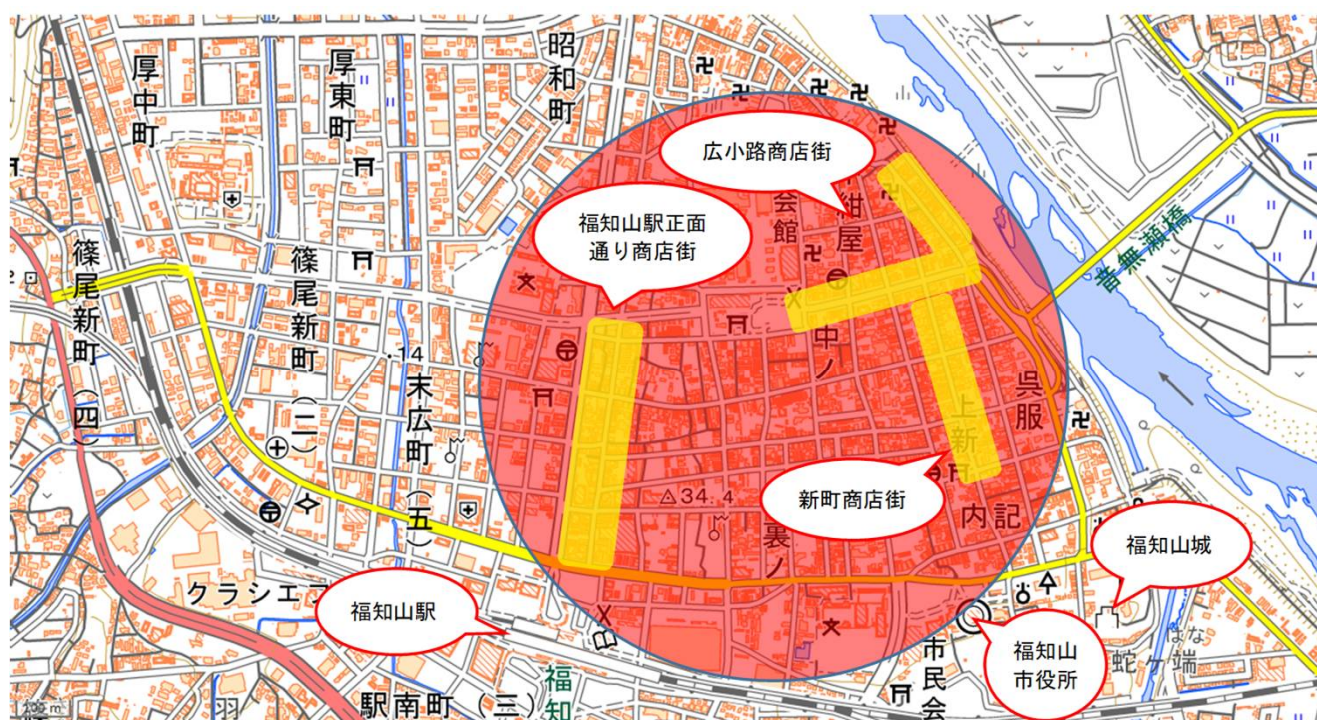 厚中町
厚東町
昭和町
広小路商店街
福知山駅正面
通り商店街
会館
紺屋
音無瀬橋
篠尾新町(四)
篠尾新町(二)
・14
末広町(五)
中ノ
呉服
上新
34.4
新町商店街
内記
裏ノ
福知山城
クラシエフ
福知山駅
福知山
市役所
はな
蛇ヶ端
市民会
駅南町(三)
福知
100 m